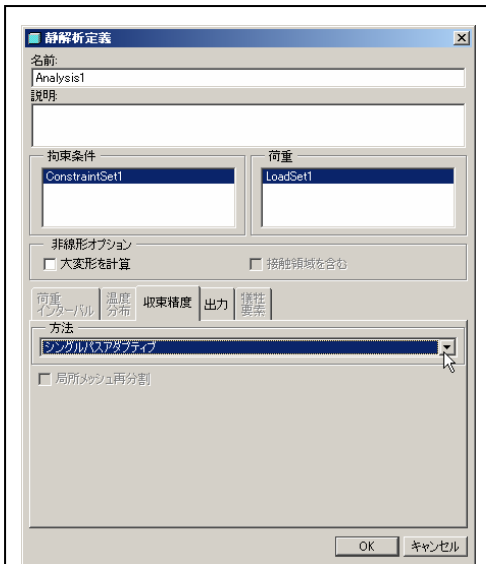 静解析定義
名前:
Analysis1
説明:
拘束条件
荷重
ConstraintSet1
LoadSet1
非線形オプション
大変形を計算
接触領域を含む
荷重
インターバル
温度
分布
収束精度
出力
犠牲
要素
方法
シングルパスアダプティブ
局所メッシュ再分割
OK
キャンセル